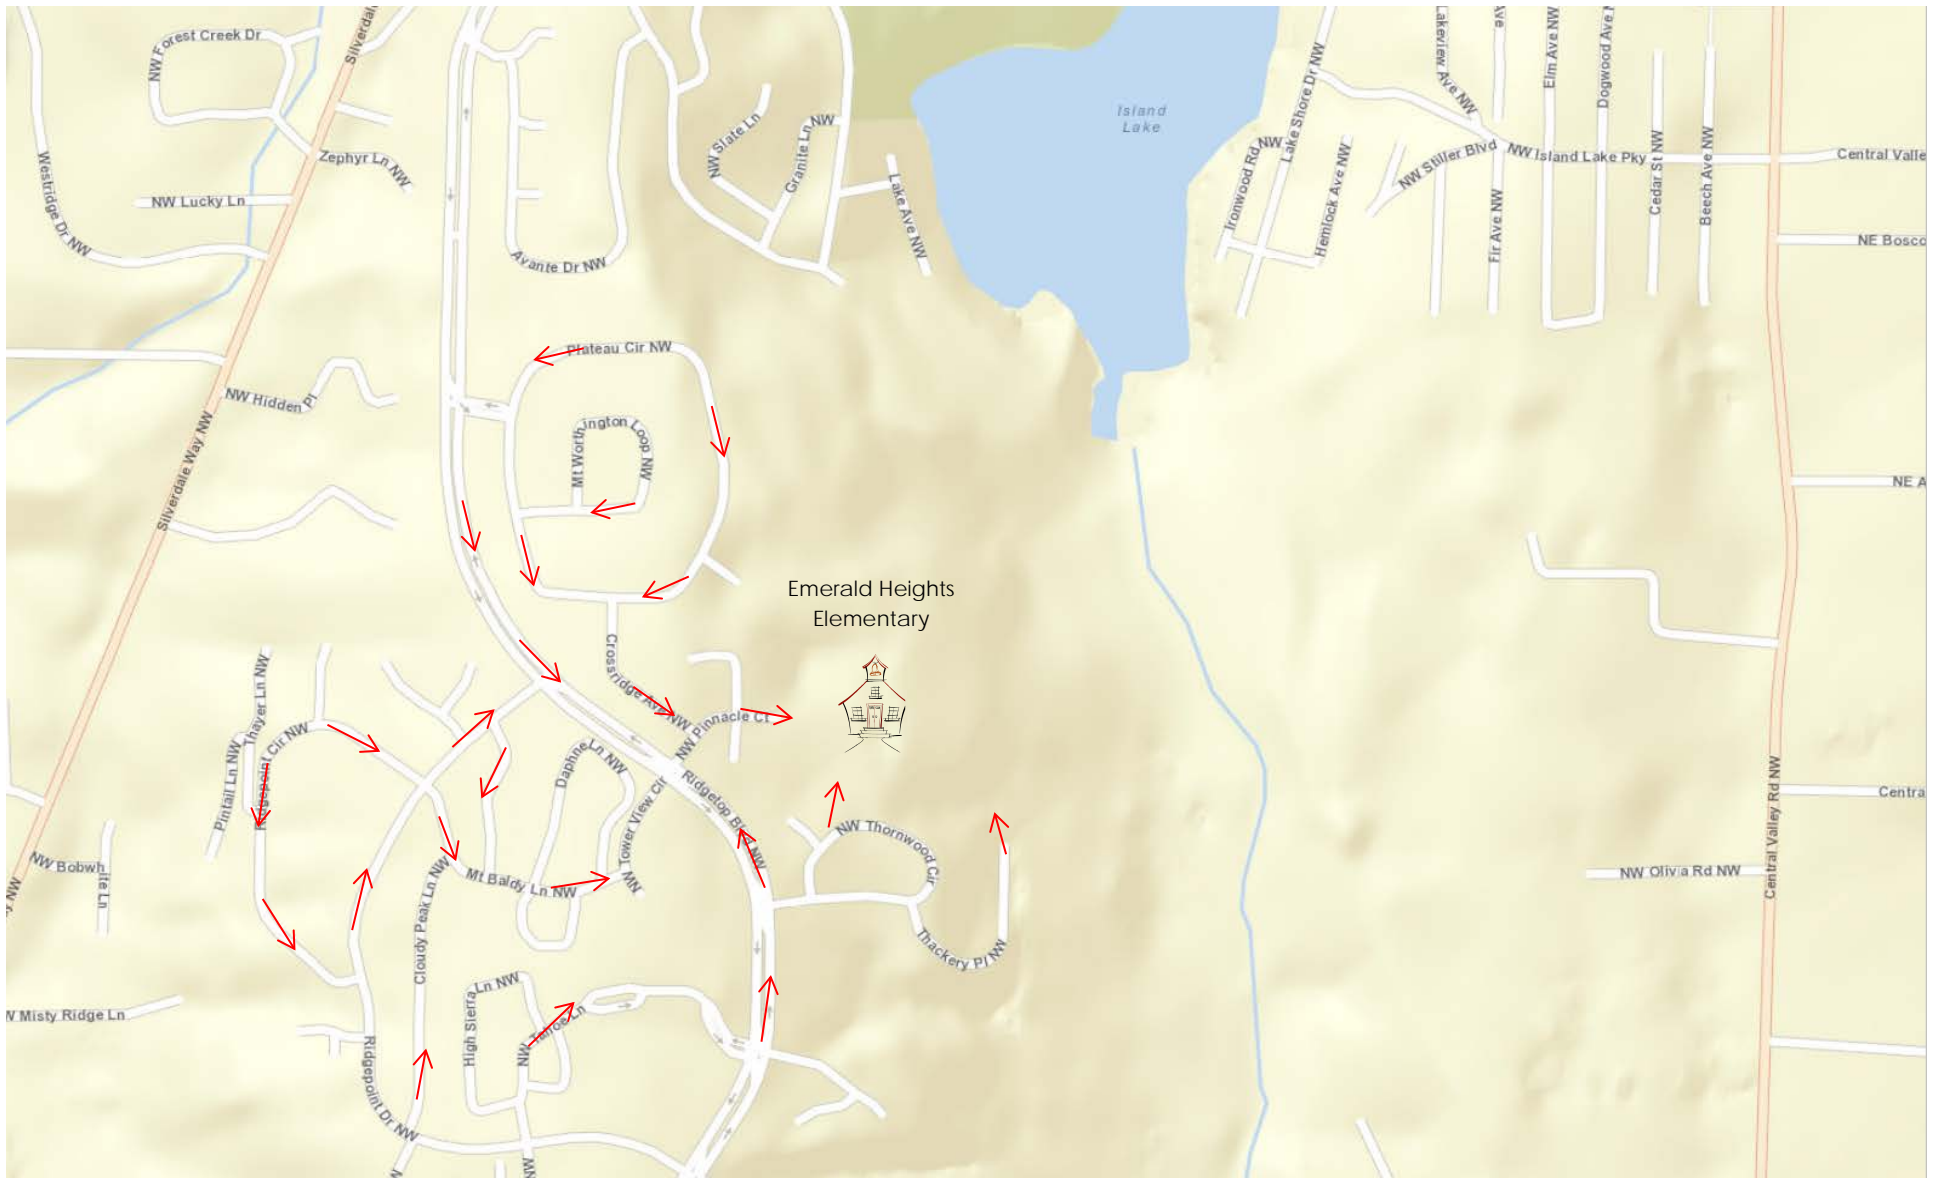 NW Forest Creek Dr
Silverdale
Westridge Dr NW
Zephyr Ln NW
NW Lucky Ln
NW Slate Ln
Granite Ln NW
Lake Ave NW
Avante Dr NW
Island
Lake
Lake Shore Dr NW
Ironwood Rd NW
Hemlock Ave NW
Lakeview Ave NW
Ave
Elm Ave NW
Dogwood Ave N
NW Stiller Blvd
NW Island Lake Pky
Fir Ave NW
Cedar St NW
Beech Ave NW
Central Valle
NE Bosco
Plateau Cir NW
NW Hidden Pl
Silverdale Way NW
Mt Worthington Loop NW
NE A
Emerald Heights
Elementary
Crossridge Ave NW
NW Pinnacle Ct
Thayer Ln NW
Pintail Ln NW
Ridgepoint Cir NW
Daphne Ln NW
Tower View Cir
NW
Ridgetop Blvd NW
NW Thornwood Cir
Thackery Pl NW
Central Valley Rd NW
Centra
NW Olivia Rd NW
NW Bobwhite Ln
y NW
Mt Baldy Ln NW
Cloudy Peak Ln NW
High Sierra Ln NW
NW Tahoe Ln
W Misty Ridge Ln
Ridgepoint Dr NW
W
NW